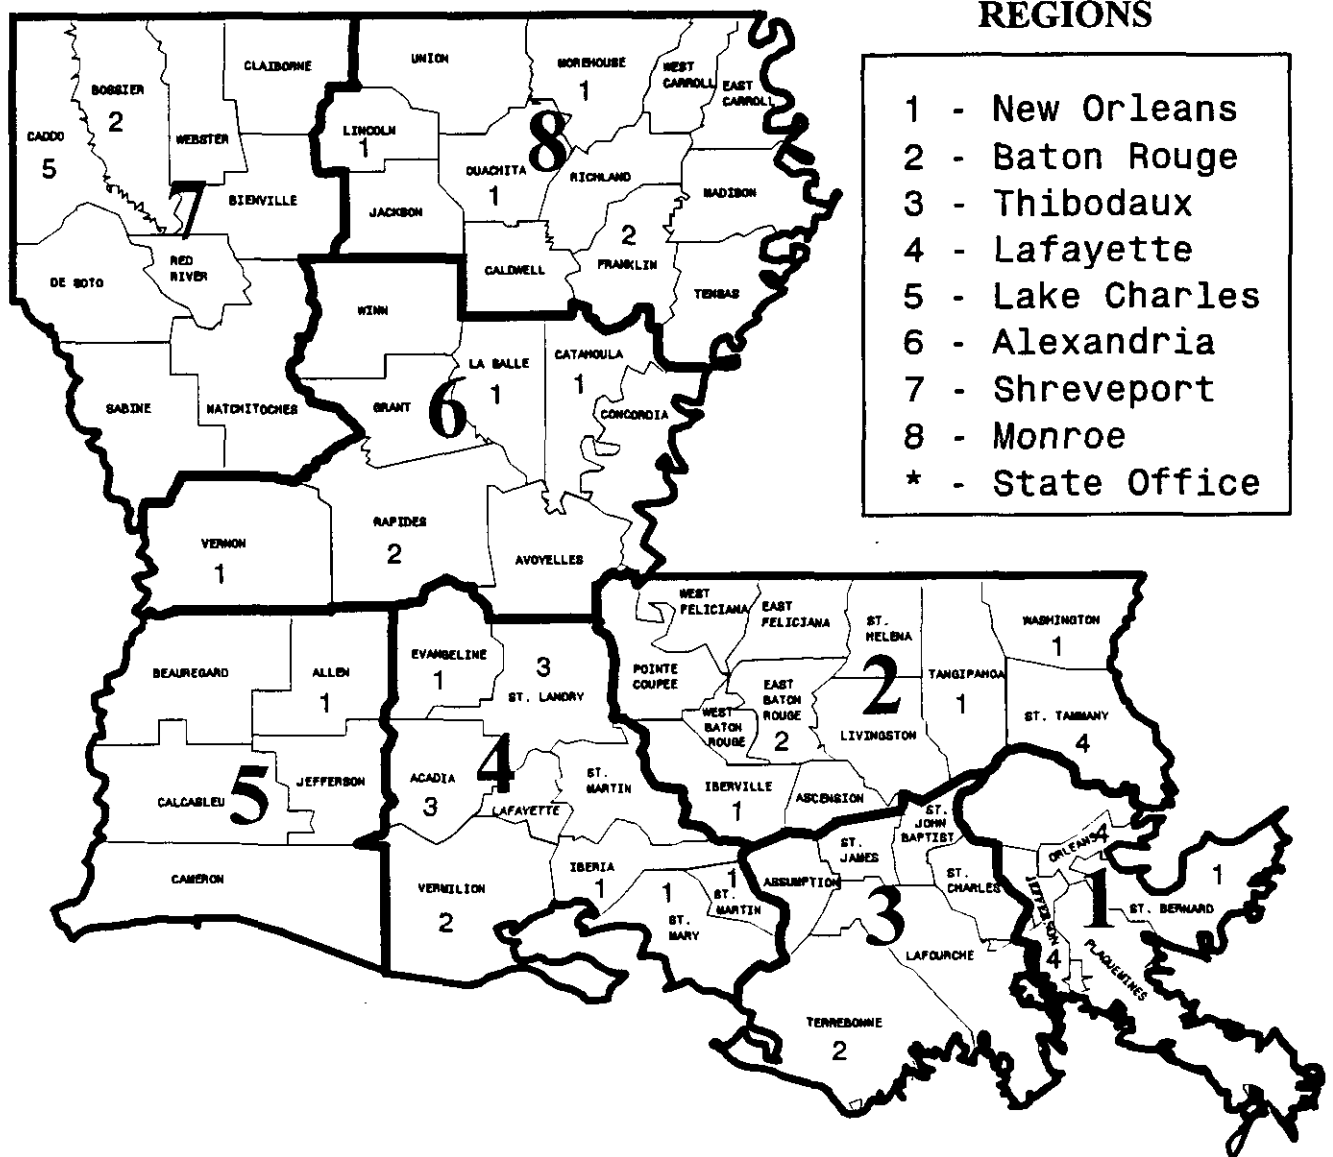 REGIONS
1 - New Orleans
2 - Baton Rouge
3 - Thibodaux
4 - Lafayette
5 - Lake Charles
6 - Alexandria
7 - Shreveport
8 - Monroe
* - State Office
CADDO
5
BOSSIER
2
WEBSTER
CLAIBORNE
7
BIENVILLE
DE SOTO
RED
RIVER
SABINE
NATCHITOCHES
UNION
MOREHOUSE
1
WEST
CARROLL
EAST
CARROLL
LINCOLN
1
8
OUACHITA
1
RICHLAND
MADISON
JACKSON
CALDWELL
2
FRANKLIN
TENSAS
WINN
GRANT
6
LA SALLE
1
CATAHOULA
1
CONCORDIA
VERNON
1
RAPIDES
2
AVOYELLES
BEAUREGARD
ALLEN
1
CALCASIEU
5
JEFFERSON
CAMERON
EVANGELINE
1
3
ST. LANDRY
ACADIA
3
4
LAFAYETTE
ST.
MARTIN
VERMILION
2
IBERIA
1
1
ST.
MARY
1
ST.
MARTIN
WEST
FELICIANA
EAST
FELICIANA
ST.
HELENA
2
POINTE
COUPEE
WEST
BATON
ROUGE
EAST
BATON
ROUGE
2
LIVINGSTON
TANGIPAHOA
1
WASHINGTON
1
ST. TAMMANY
4
IBERVILLE
1
ASCENSION
ASSUMPTION
ST.
JAMES
ST.
JOHN
BAPTIST
ST.
CHARLES
3
LAFOURCHE
TERREBONNE
2
ORLEANS
4
JEFFERSON
4
1
1
ST. BERNARD
PLAQUEMINES